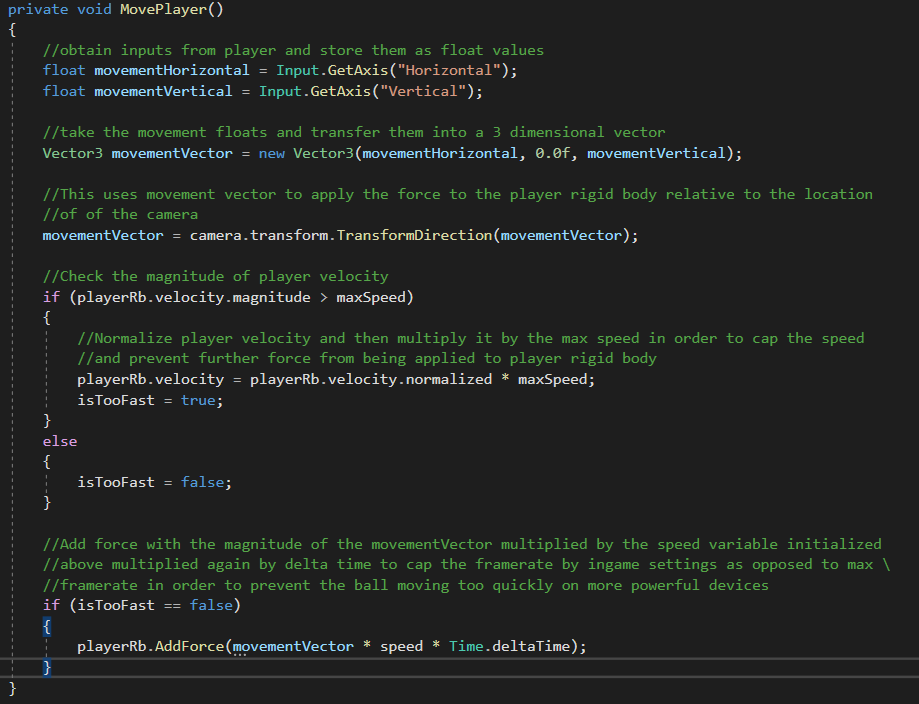 private void MovePlayer()
{
//obtain inputs from player and store them as float values
float movementHorizontal = Input.GetAxis("Horizontal");
float movementVertical = Input.GetAxis("Vertical");
//take the movement floats and transfer them into a 3 dimensional vector
Vector3 movementVector = new Vector3(movementHorizontal, 0.0f, movementVertical);
//This uses movement vector to apply the force to the player rigid body relative to the location
//of of the camera
movementVector = camera.transform.TransformDirection(movementVector);
//Check the magnitude of player velocity
if (playerRb.velocity.magnitude > maxSpeed)
{
//Normalize player velocity and then multiply it by the max speed in order to cap the speed
//and prevent further force from being applied to player rigid body
playerRb.velocity = playerRb.velocity.normalized * maxSpeed;
isTooFast = true;
}
else
{
isTooFast = false;
}
//Add force with the magnitude of the movementVector multiplied by the speed variable initialized
//above multiplied again by delta time to cap the framerate by ingame settings as opposed to max \
//framerate in order to prevent the ball moving too quickly on more powerful devices
if (isTooFast == false)
{
playerRb.AddForce(movementVector * speed * Time.deltaTime);
}
}